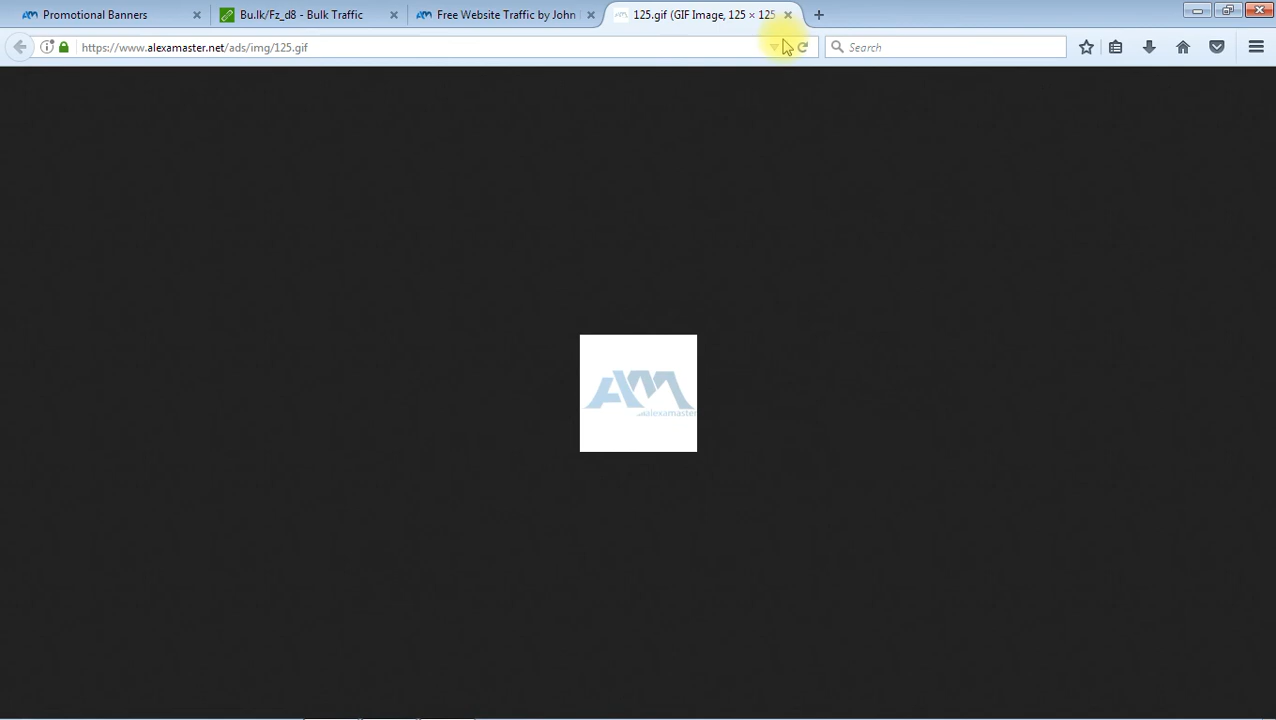 Promotional Banners
Bu.lk/Fz_d8 - Bulk Traffic
Free Website Traffic by John
125.gif (GIF Image, 125 × 125
https://www.alexamaster.net/ads/img/125.gif
Search
AM
alexamaster